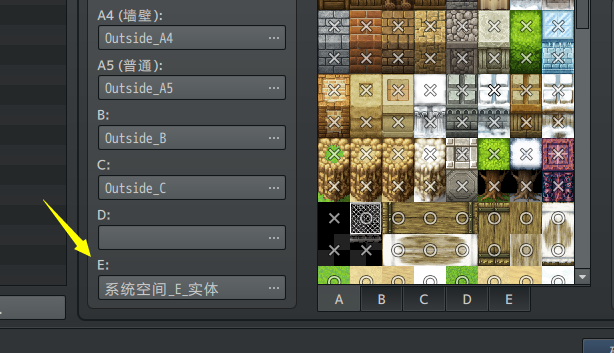 A4 (墙壁):
Outside_A4 ...
A5 (普通):
Outside_A5 ...
B:
Outside_B ...
C:
Outside_C ...
D:
...
E:
系统空间_E_实体 ...
A B C D E